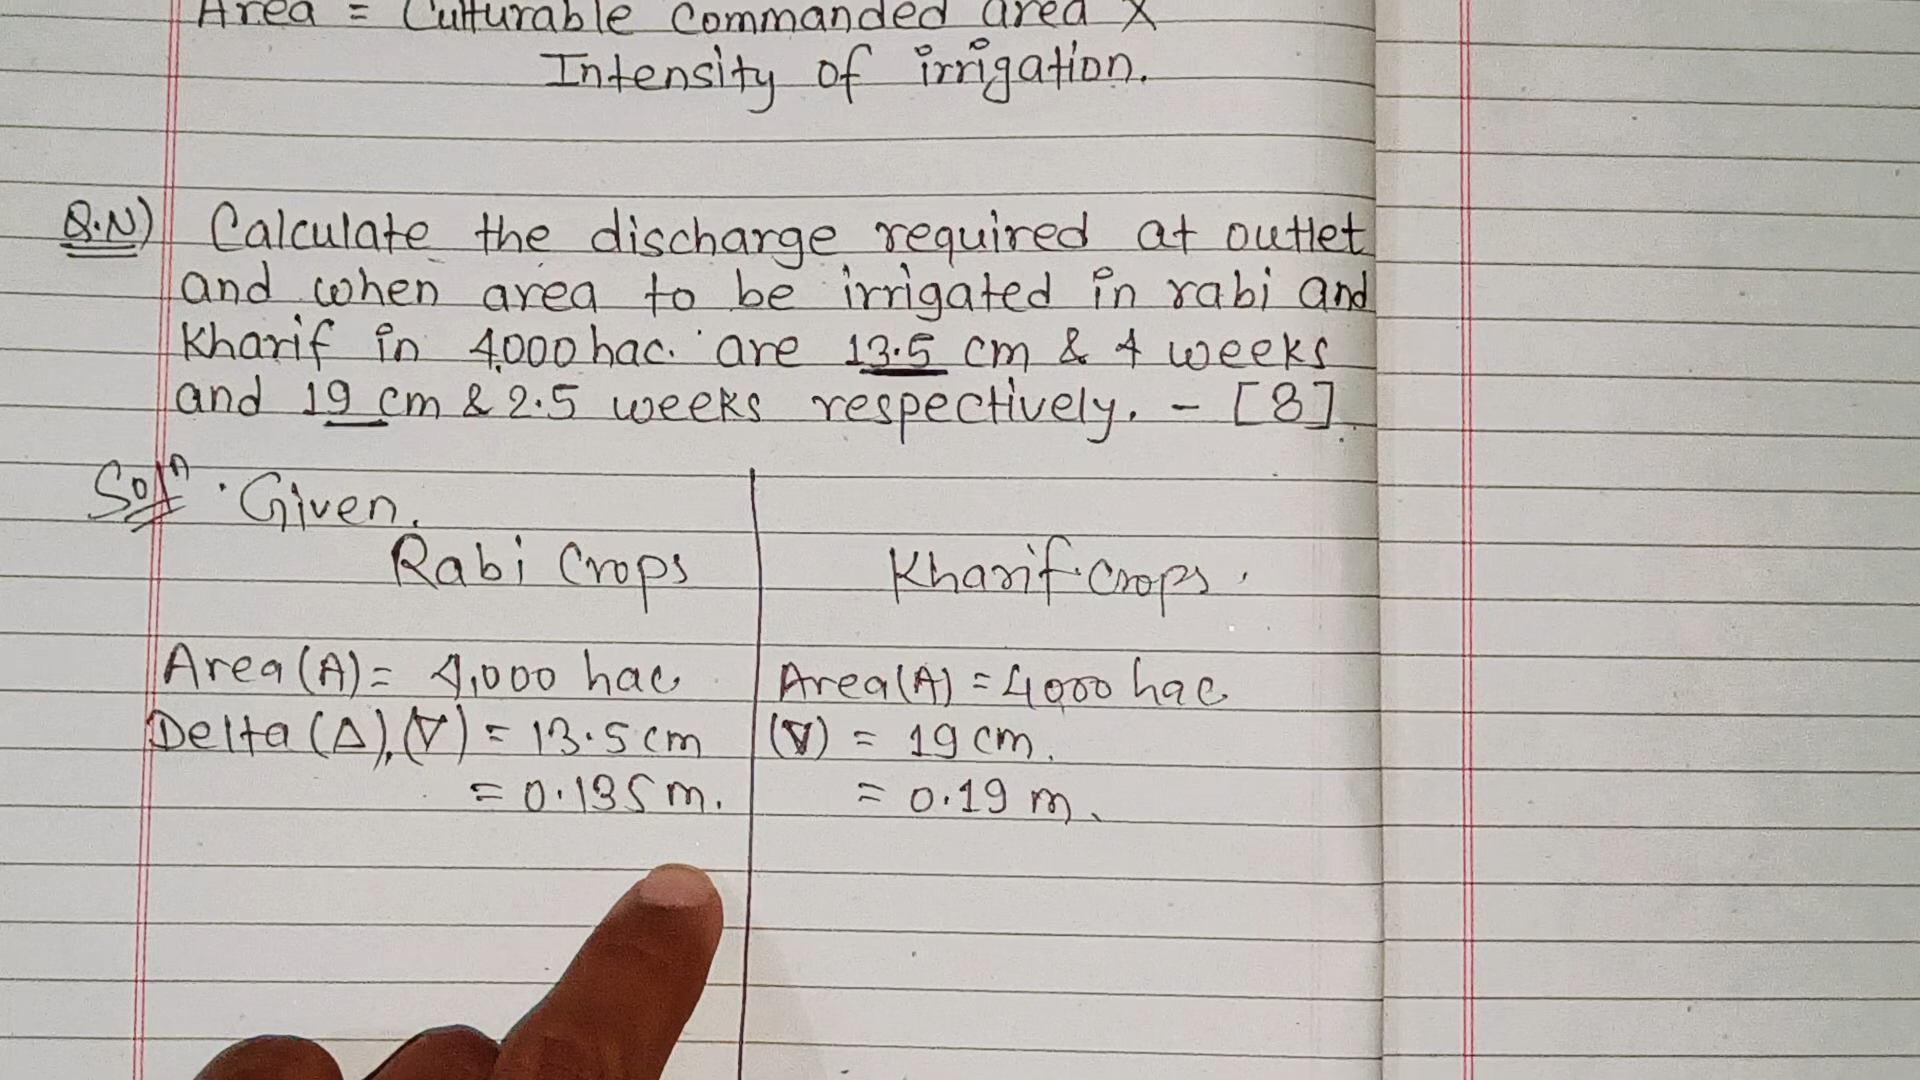 Area = Culturable commanded area X
Intensity of irrigation.
Q.N) Calculate the discharge required at outlet
and when area to be irrigated in rabi and
Kharif in 4,000 hac. are 13.5 cm & 4 weeks
and 19 cm & 2.5 weeks respectively. - [8]
Solⁿ. Given.
Rabi Crops
Kharif crops.
Area (A) = 4,000 hac
Area (A) = 4000 hac
Delta (Δ), (∇) = 13.5 cm
(∇) = 19 cm.
= 0.135 m.
= 0.19 m.